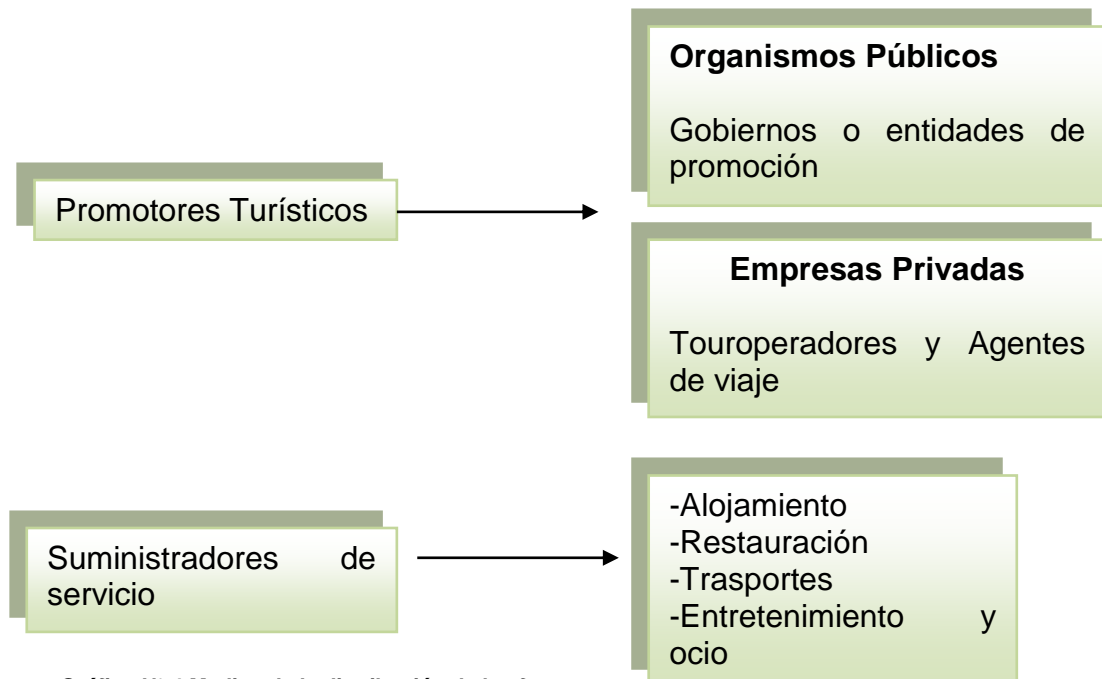 Organismos Públicos
Gobiernos o entidades de
promoción
Promotores Turísticos
Empresas Privadas
Touroperadores y Agentes
de viaje
Suministradores de
servicio
-Alojamiento
-Restauración
-Trasportes
-Entretenimiento y
ocio